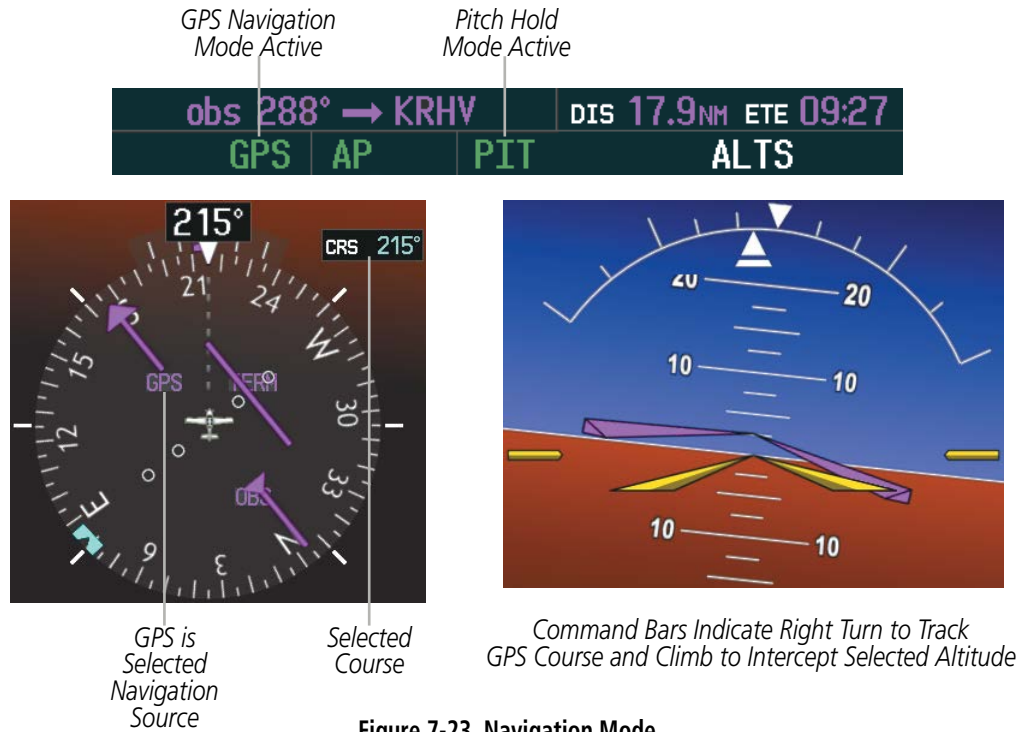 GPS Navigation
Mode Active
Pitch Hold
Mode Active
obs 288° → KRHV
DIS 17.9NM ETE 09:27
GPS AP PIT ALTS
215°
CRS 215°
21
24
W
30
33
N
3
6
E
12
15
GPS
TERM
OBS
20 20
10 10
10 10
GPS is
Selected
Navigation
Source
Selected
Course
Command Bars Indicate Right Turn to Track
GPS Course and Climb to Intercept Selected Altitude
Figure 7-23 Navigation Mode